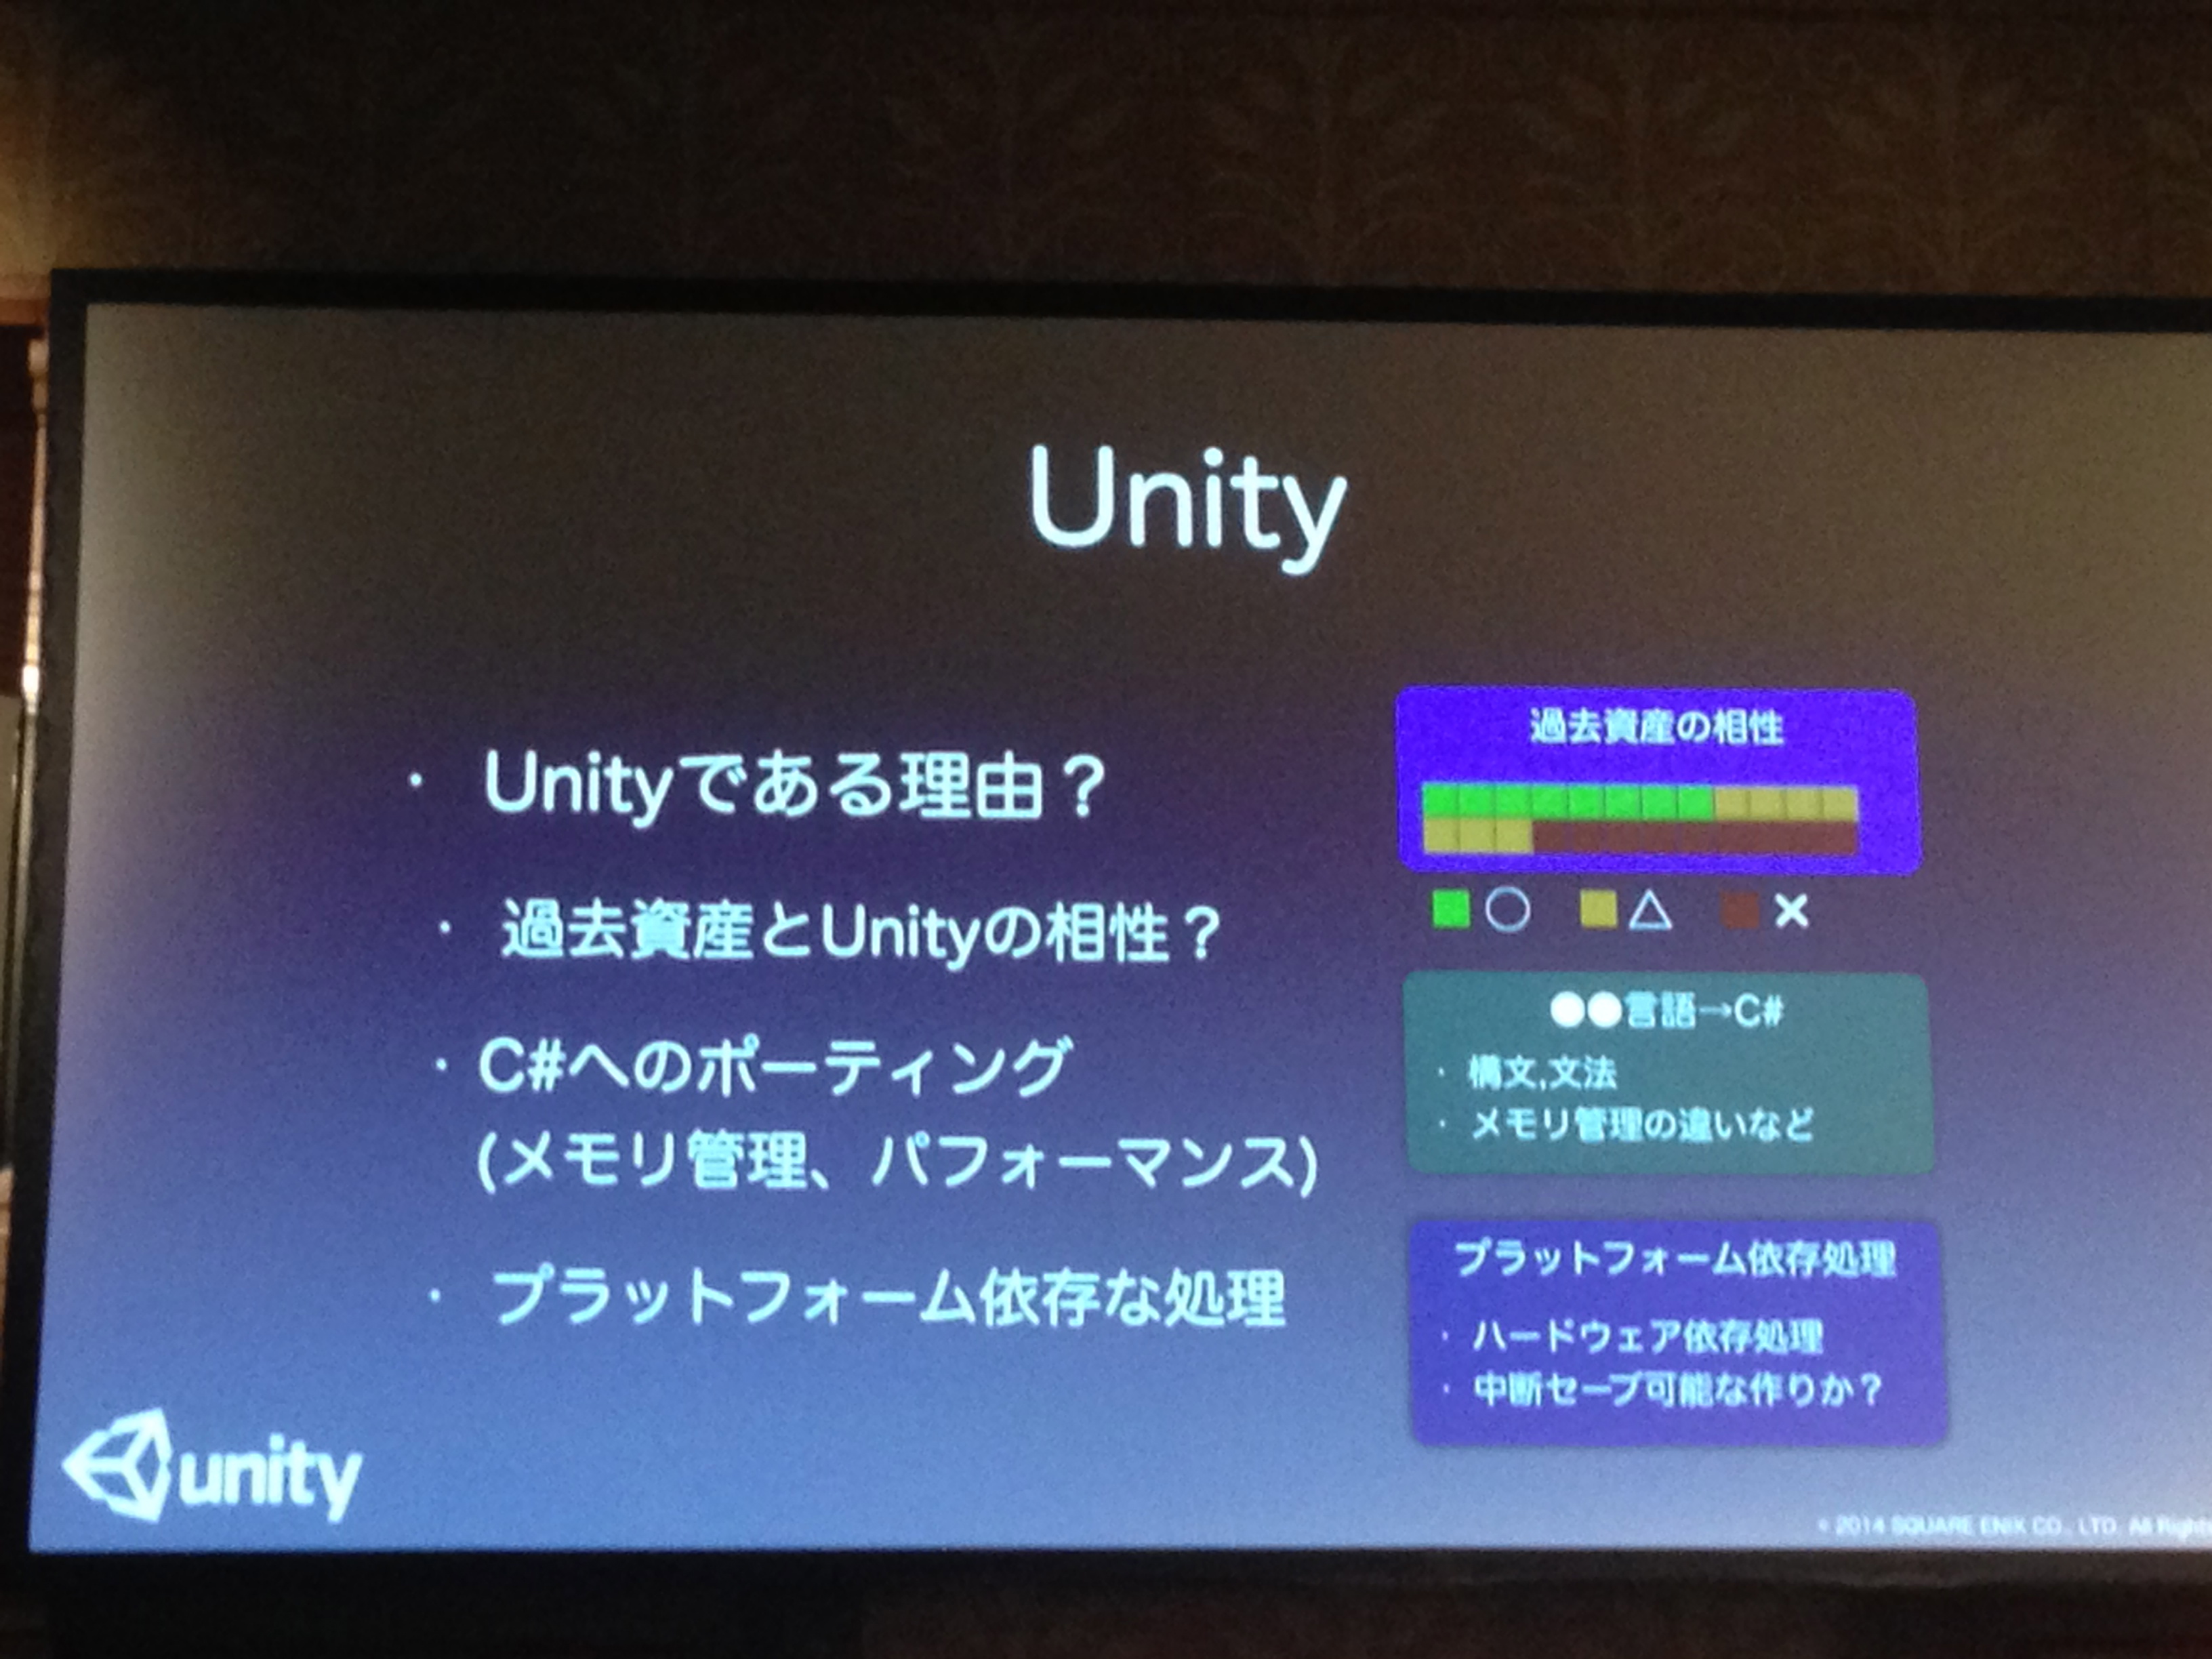 Unity
・ Unityである理由？
・ 過去資産とUnityの相性？
・ C#へのポーティング
(メモリ管理、パフォーマンス)
・ プラットフォーム依存な処理
過去資産の相性
○ △ ×
●●言語→C#
・ 構文,文法
・ メモリ管理の違いなど
プラットフォーム依存処理
・ ハードウェア依存処理
・ 中断セーブ可能な作りか？
unity
© 2014 SQUARE ENIX CO., LTD. All Rights